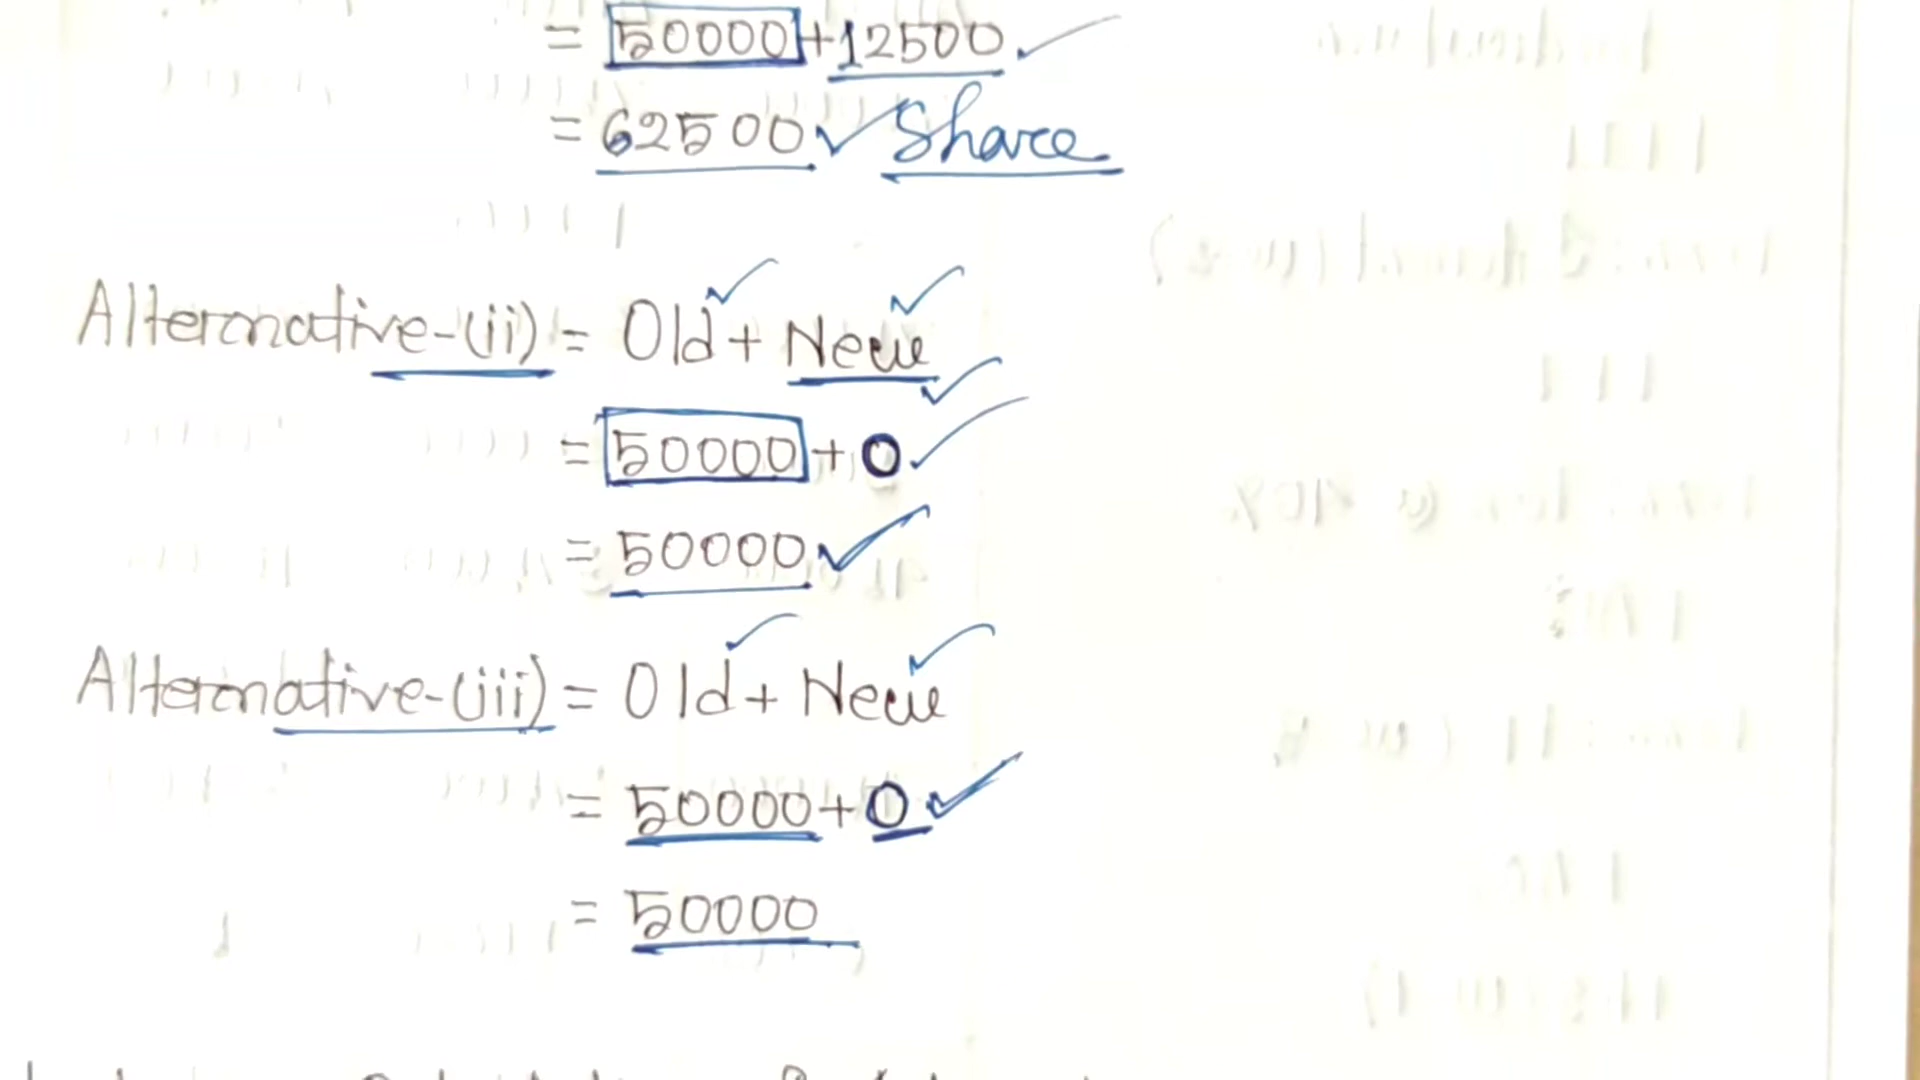 = 50000+12500
= 62500 Share
Alternative-(ii) = Old + New
= 50000 + 0
= 50000
Alternative-(iii) = Old + New
= 50000 + 0
= 50000